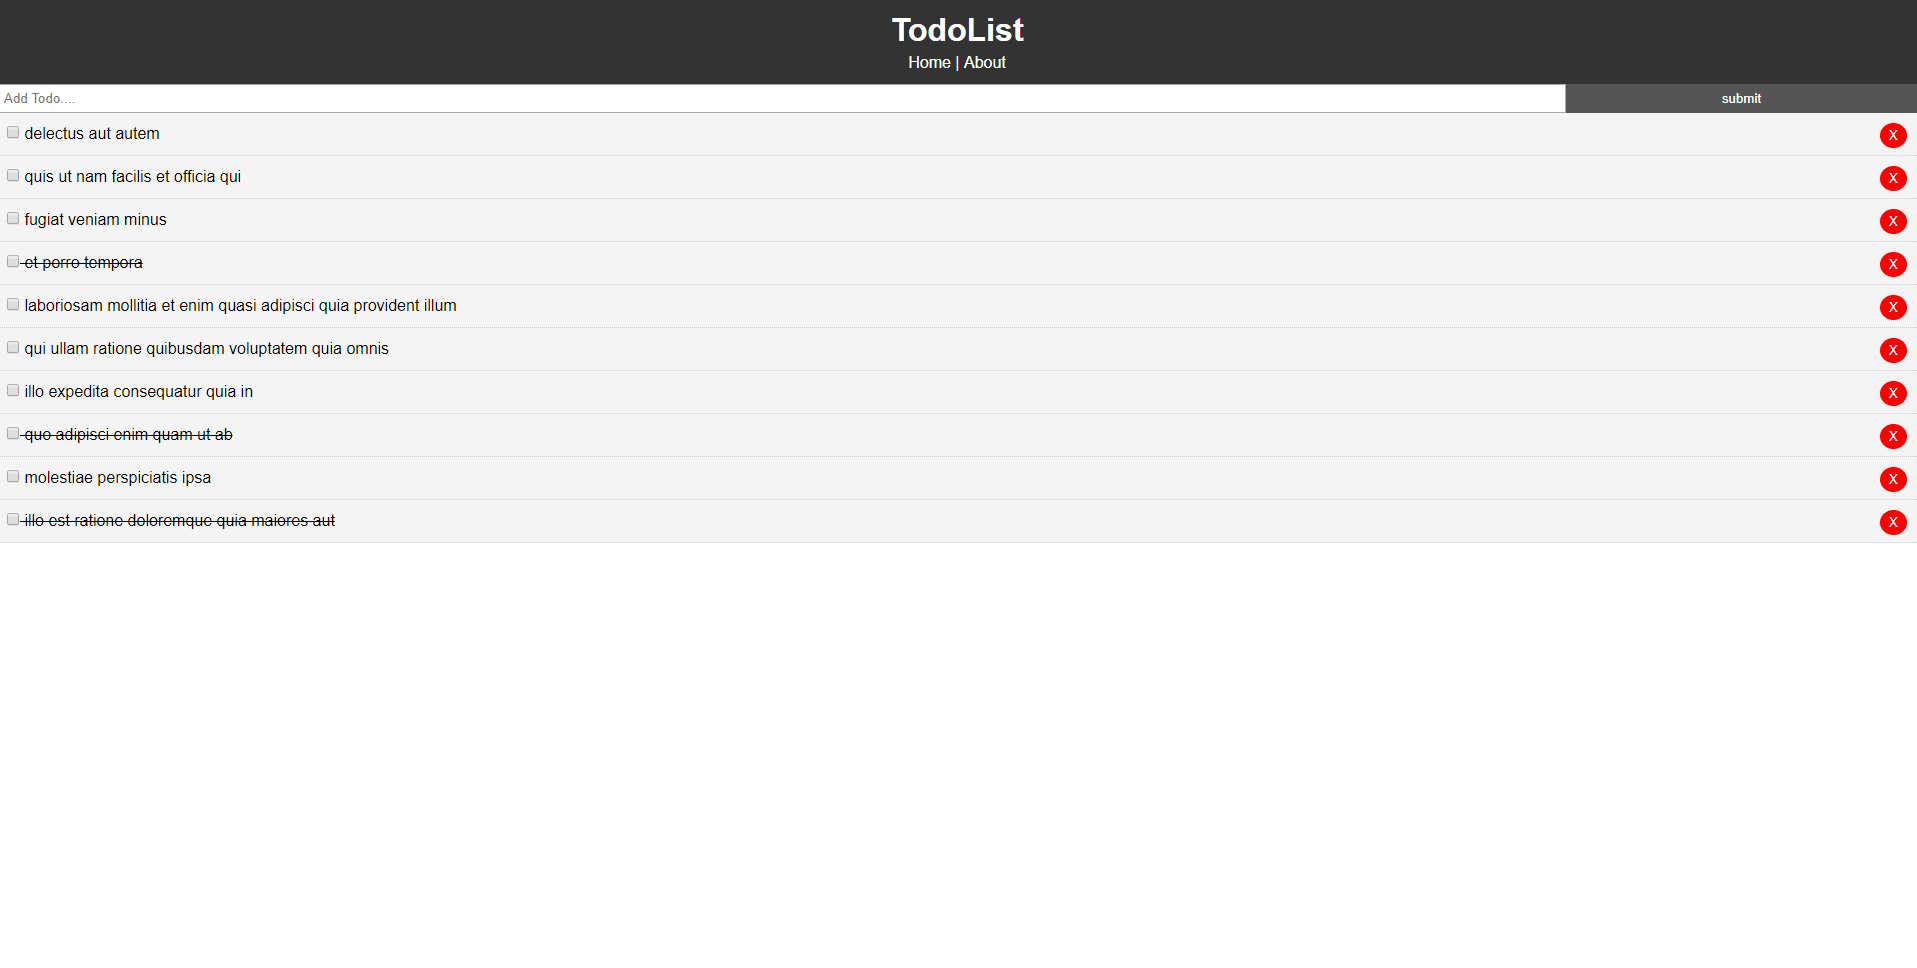 TodoList
Home | About
Add Todo....
submit
delectus aut autem
X
quis ut nam facilis et officia qui
X
fugiat veniam minus
X
et porro tempora
X
laboriosam mollitia et enim quasi adipisci quia provident illum
X
qui ullam ratione quibusdam voluptatem quia omnis
X
illo expedita consequatur quia in
X
quo adipisci enim quam ut ab
X
molestiae perspiciatis ipsa
X
illo est ratione doloremque quia maiores aut
X